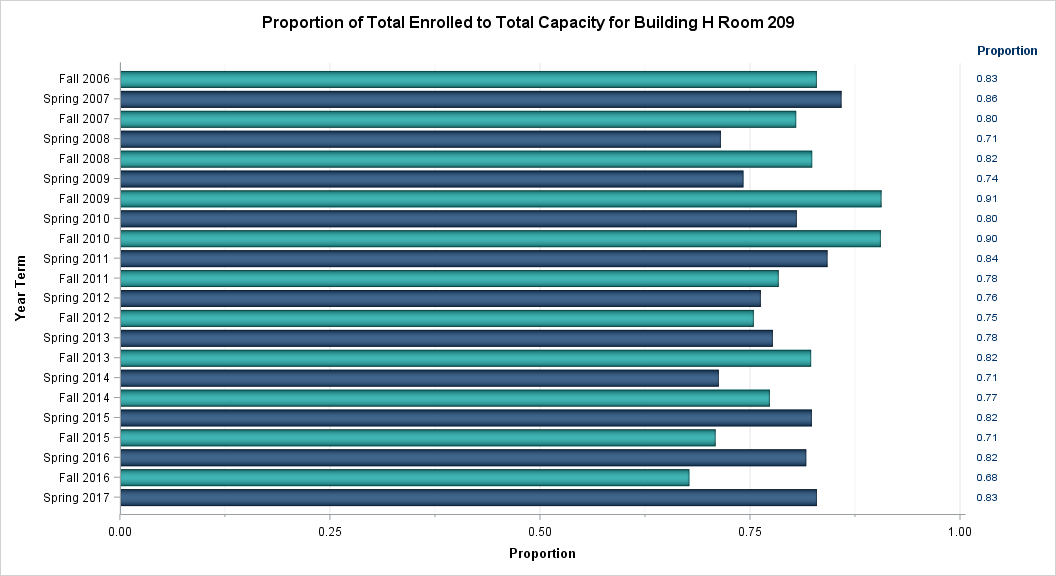 Proportion of Total Enrolled to Total Capacity for Building H Room 209
Proportion
Fall 2006 0.83
Spring 2007 0.86
Fall 2007 0.80
Spring 2008 0.71
Fall 2008 0.82
Spring 2009 0.74
Fall 2009 0.91
Spring 2010 0.80
Fall 2010 0.90
Spring 2011 0.84
Fall 2011 0.78
Spring 2012 0.76
Fall 2012 0.75
Spring 2013 0.78
Fall 2013 0.82
Spring 2014 0.71
Fall 2014 0.77
Spring 2015 0.82
Fall 2015 0.71
Spring 2016 0.82
Fall 2016 0.68
Spring 2017 0.83
Year Term
0.00 0.25 0.50 0.75 1.00
Proportion